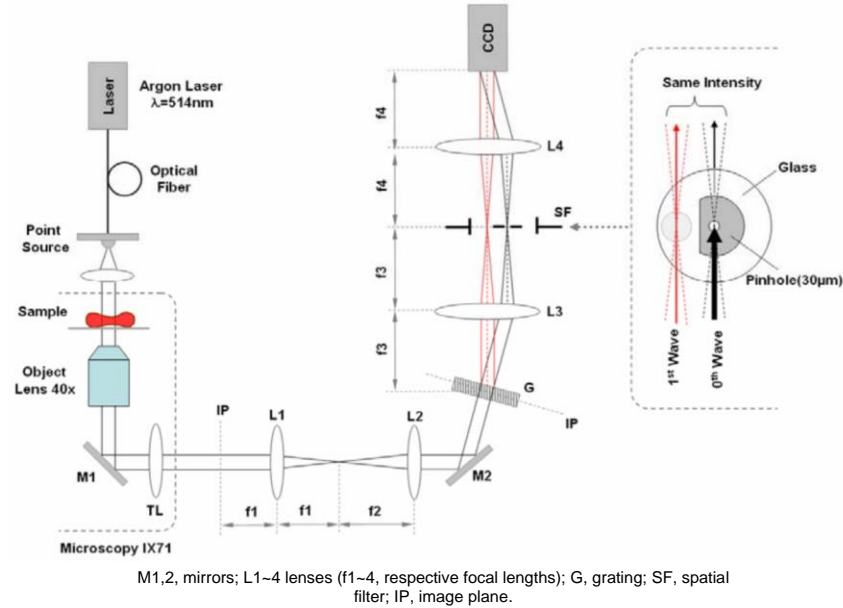 Laser
Argon Laser
λ=514nm
Optical
Fiber
Point
Source
Sample
Object
Lens 40x
M1
TL
Microscopy IX71
IP
L1
L2
f1
f1
f2
M2
CCD
f4
L4
f4
SF
f3
L3
f3
G
IP
Same Intensity
Glass
Pinhole(30µm)
1st Wave
0th Wave
M1,2, mirrors; L1~4 lenses (f1~4, respective focal lengths); G, grating; SF, spatial
filter; IP, image plane.